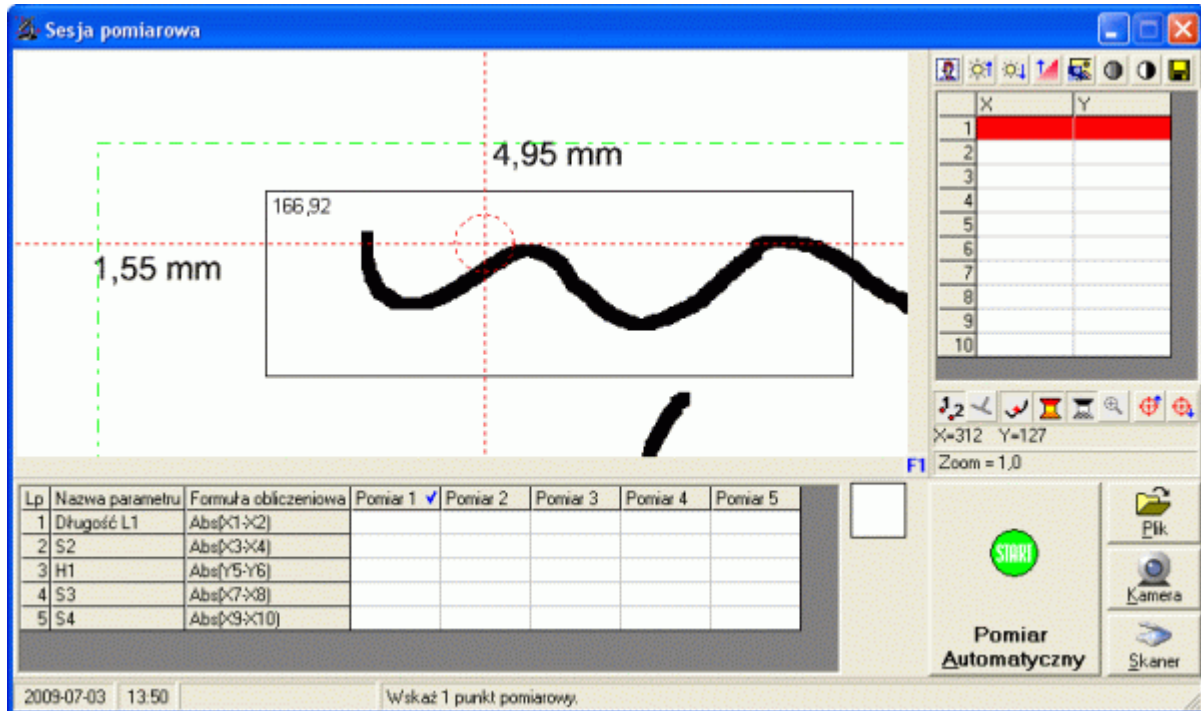 Sesja pomiarowa
4,95 mm
166,92
1,55 mm
X Y
1
2
3
4
5
6
7
8
9
10
1 2
X=312 Y=127
F1 Zoom = 1,0
Lp Nazwa parametru Formuła obliczeniowa Pomiar 1 Pomiar 2 Pomiar 3 Pomiar 4 Pomiar 5
1 Długość L1 Abs(X1-X2)
2 S2 Abs(X3-X4)
3 H1 Abs(Y5-Y6)
4 S3 Abs(X7-X8)
5 S4 Abs(X9-X10)
START
Pomiar
Automatyczny
Plik
Kamera
Skaner
2009-07-03 13:50 Wskaż 1 punkt pomiarowy.